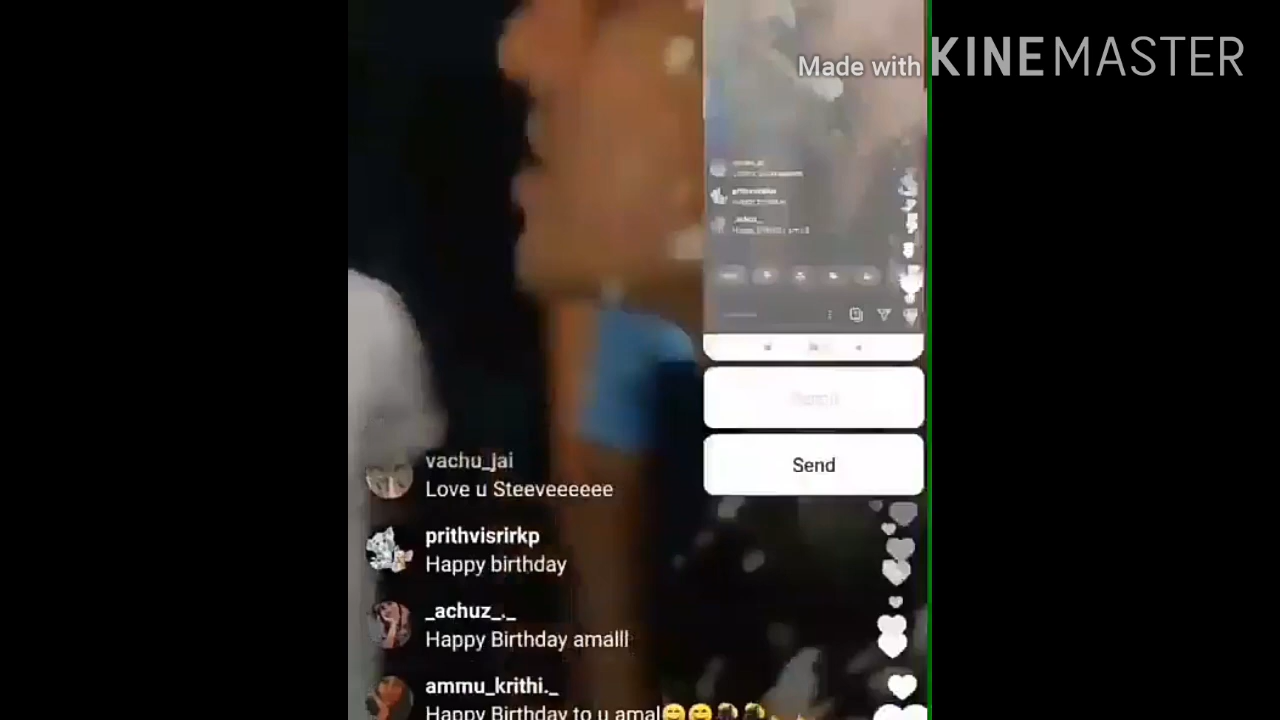 Made with KINEMASTER
prithvisrirkp
Send
vachu_jai
Love u Steeveeeeee
prithvisrirkp
Happy birthday
_achuz_._
Happy Birthday amalll
ammu_krithi._
Happy Birthday to u amal😊😊